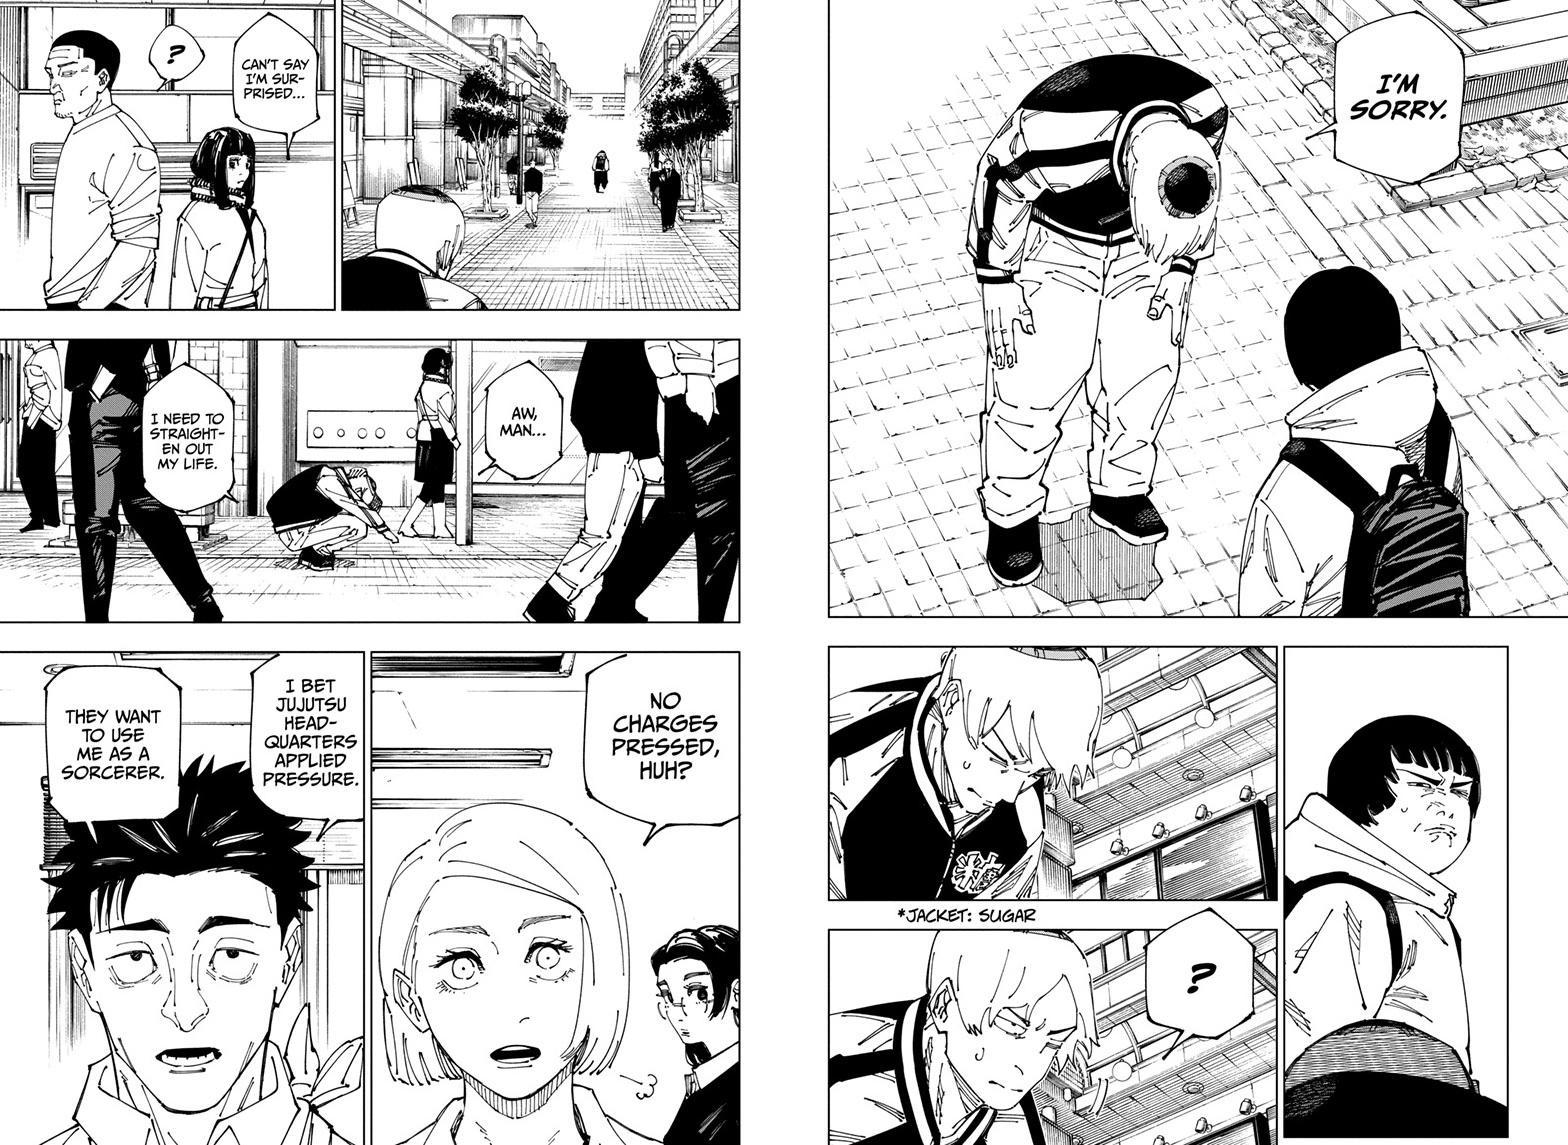 I'M
SORRY.
*JACKET: SUGAR
?
CAN'T SAY
I'M SUR-
PRISED...
?
AW,
MAN...
I NEED TO
STRAIGHT-
EN OUT
MY LIFE.
NO
CHARGES
PRESSED,
HUH?
I BET
JUJUTSU
HEAD-
QUARTERS
APPLIED
PRESSURE.
THEY WANT
TO USE
ME AS A
SORCERER.